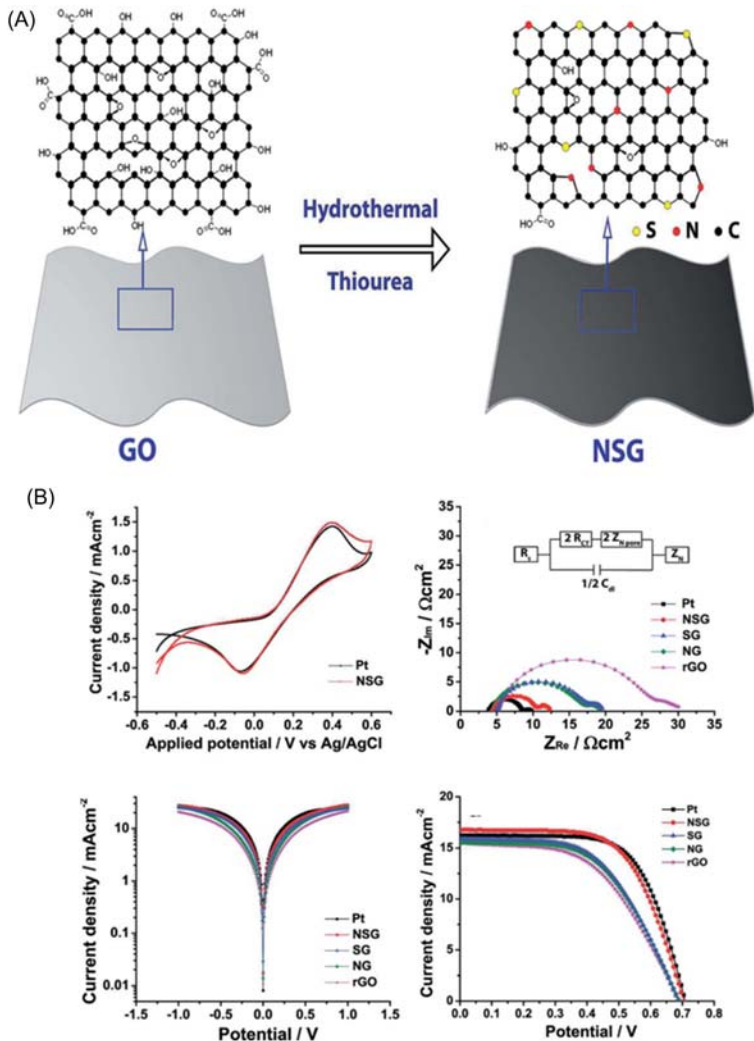 (A)
Hydrothermal
Thiourea
S N C
GO
NSG
(B)
Current density / mAcm⁻²
1.5
1.0
0.5
0.0
-0.5
-1.0
-1.5
Pt
NSG
-0.6 -0.4 -0.2 0.0 0.2 0.4 0.6
Applied potential / V vs Ag/AgCl
-ZIm / Ωcm²
35
30
25
20
15
10
5
0
2 RCT
2 ZN,pore
ZN
1/2 Cdl
Pt
NSG
SG
NG
rGO
0 5 10 15 20 25 30 35
ZRe / Ωcm²
Current density / mAcm⁻²
10
1
0.1
0.01
Pt
NSG
SG
NG
rGO
-1.5 -1.0 -0.5 0.0 0.5 1.0 1.5
Potential / V
Current density / mAcm⁻²
20
15
10
5
0
Pt
NSG
SG
NG
rGO
0.0 0.1 0.2 0.3 0.4 0.5 0.6 0.7 0.8
Potential / V